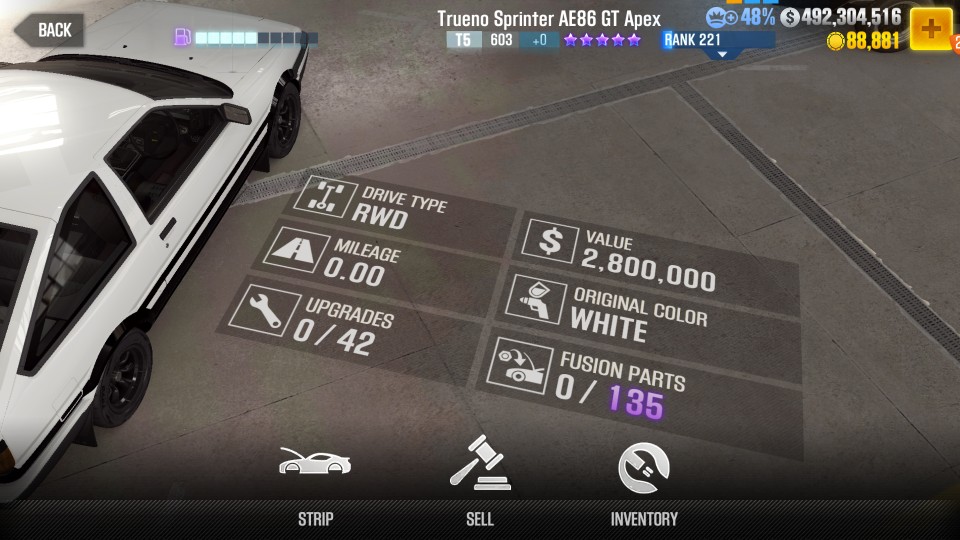 BACK
Trueno Sprinter AE86 GT Apex
48%
$ 492,304,516
T5 603 +0
RANK 221
88,881
+
DRIVE TYPE
RWD
MILEAGE
0.00
UPGRADES
0 / 42
$
VALUE
2,800,000
ORIGINAL COLOR
WHITE
FUSION PARTS
0 / 135
STRIP
SELL
INVENTORY